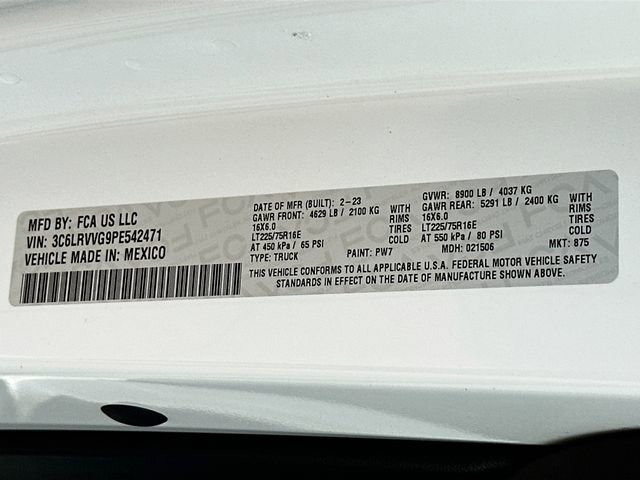 MFD BY: FCA US LLC
VIN: 3C6LRVVG9PE542471
VEHICLE MADE IN: MEXICO
DATE OF MFR (BUILT): 2-23
GAWR FRONT: 4629 LB / 2100 KG WITH
16X6.0 RIMS
LT225/75R16E TIRES
AT 450 kPa / 65 PSI COLD
TYPE: TRUCK PAINT: PW7
GVWR: 8900 LB / 4037 KG
GAWR REAR: 5291 LB / 2400 KG WITH
16X6.0 RIMS
LT225/75R16E TIRES
AT 550 kPa / 80 PSI COLD
MDH: 021506 MKT: 875
THIS VEHICLE CONFORMS TO ALL APPLICABLE U.S.A. FEDERAL MOTOR VEHICLE SAFETY
STANDARDS IN EFFECT ON THE DATE OF MANUFACTURE SHOWN ABOVE.